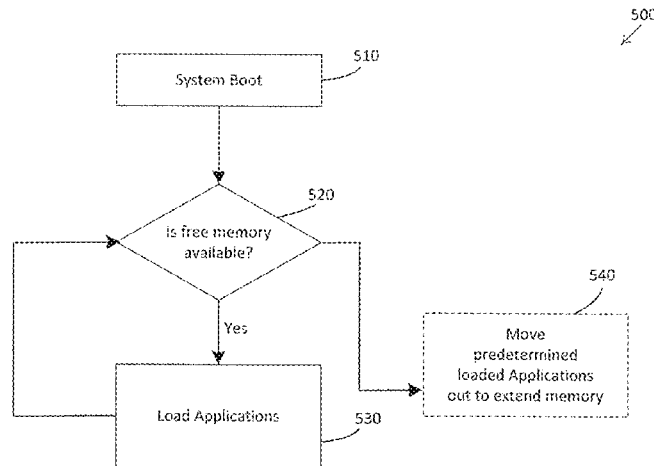 500
System Boot
510
520
Is free memory
available?
Yes
540
Move
predetermined
loaded Applications
out to extend memory
Load Applications
530